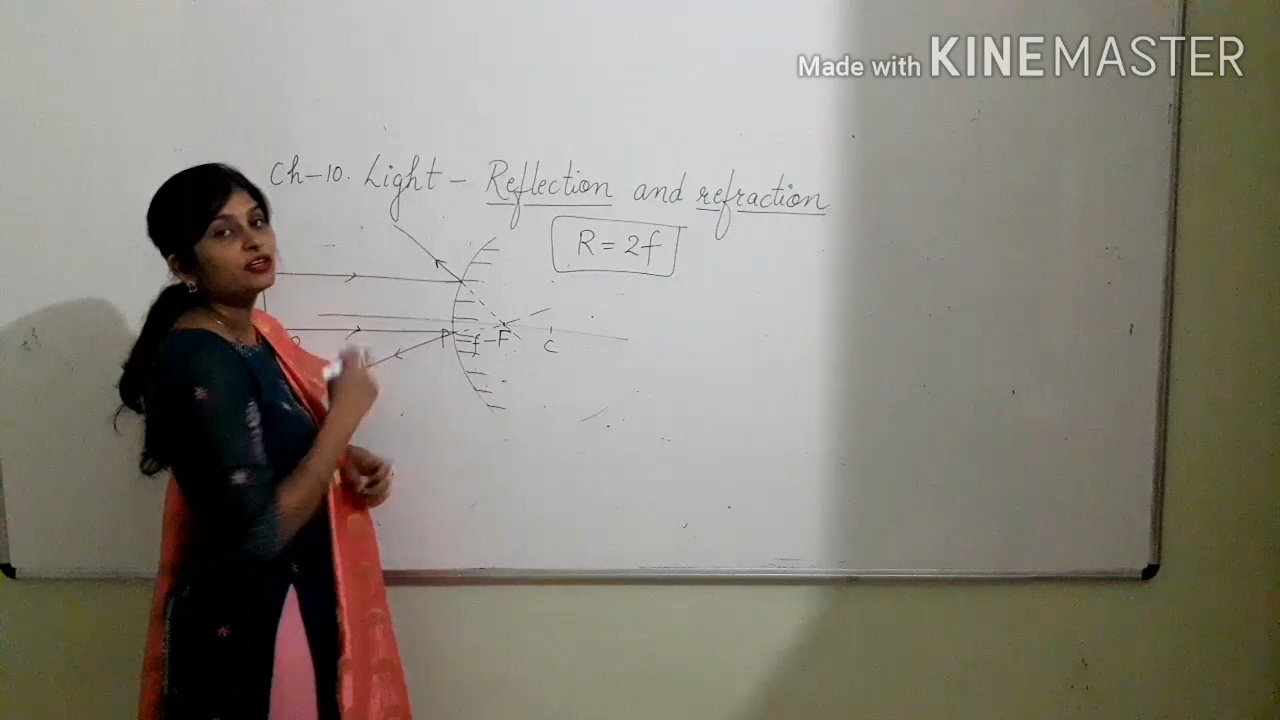 Made with KINEMASTER
Ch-10. Light - Reflection and refraction
R = 2f
P f F C